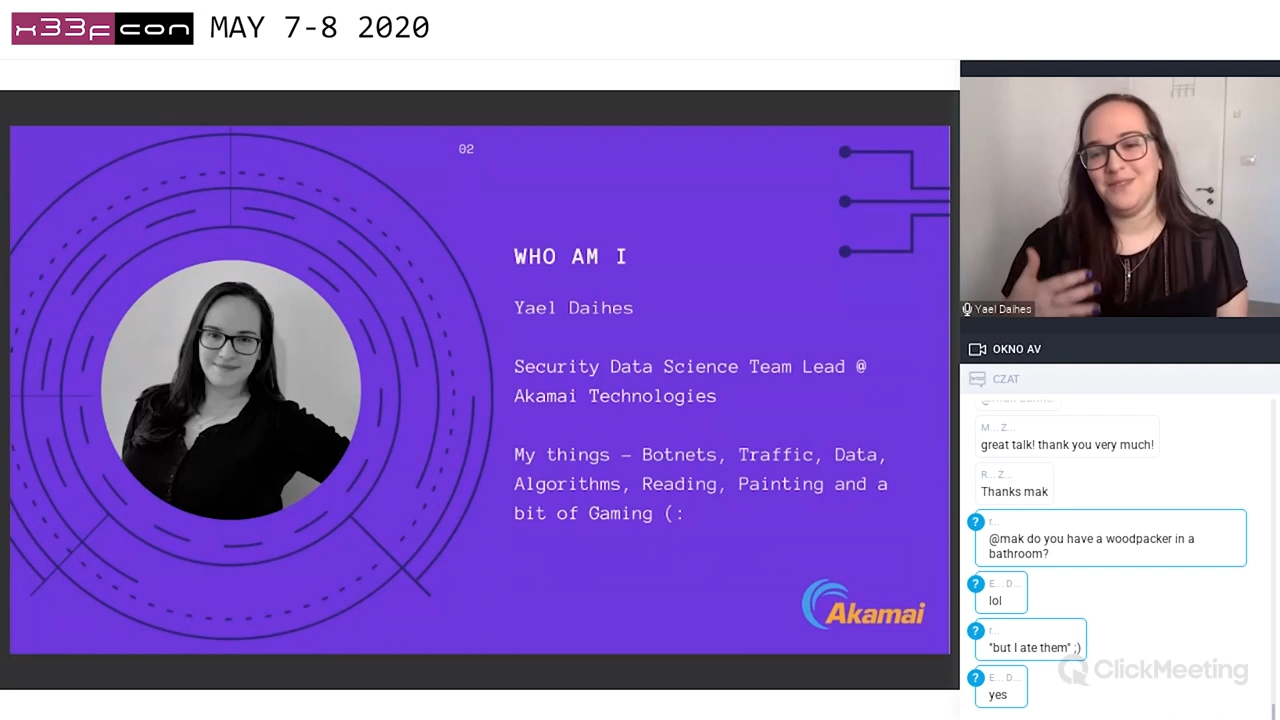 x33fcon MAY 7-8 2020
02
WHO AM I
Yael Daihes
Security Data Science Team Lead @
Akamai Technologies
My things - Botnets, Traffic, Data,
Algorithms, Reading, Painting and a
bit of Gaming (:
Akamai
Yael Daihes
OKNO AV
CZAT
M... Z...
great talk! thank you very much!
R... Z...
Thanks mak
? r...
@mak do you have a woodpacker in a
bathroom?
? E... D...
lol
? r...
"but I ate them" ;)
? E... D...
yes
ClickMeeting